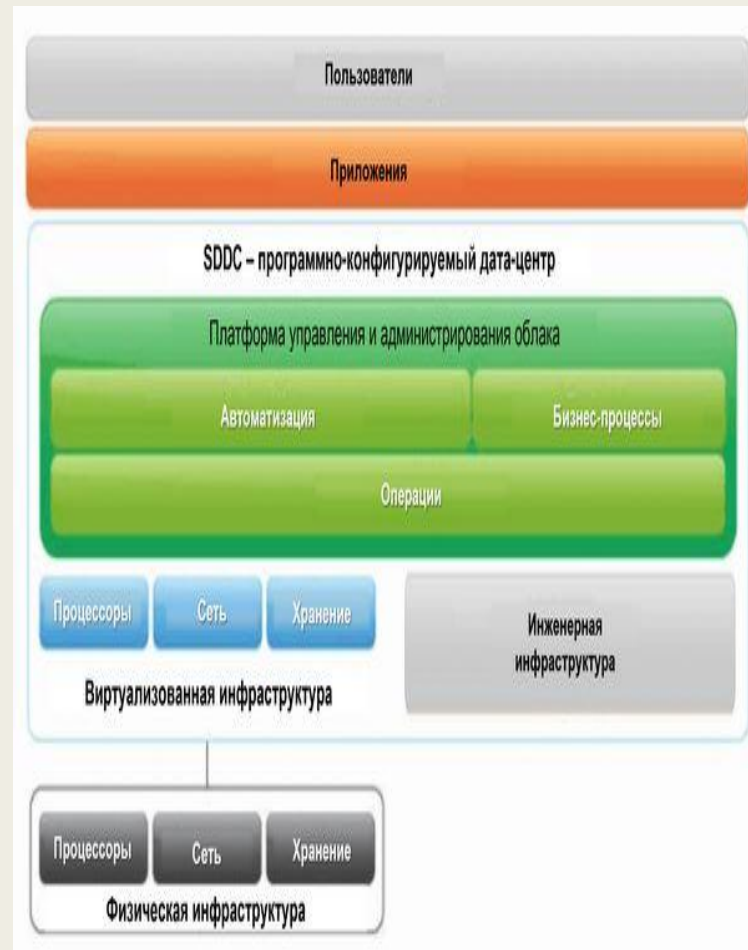 Пользователи
Приложения
SDDC – программно-конфигурируемый дата-центр
Платформа управления и администрирования облака
Автоматизация
Бизнес-процессы
Операции
Процессоры
Сеть
Хранение
Виртуализованная инфраструктура
Инженерная
инфраструктура
Процессоры
Сеть
Хранение
Физическая инфраструктура